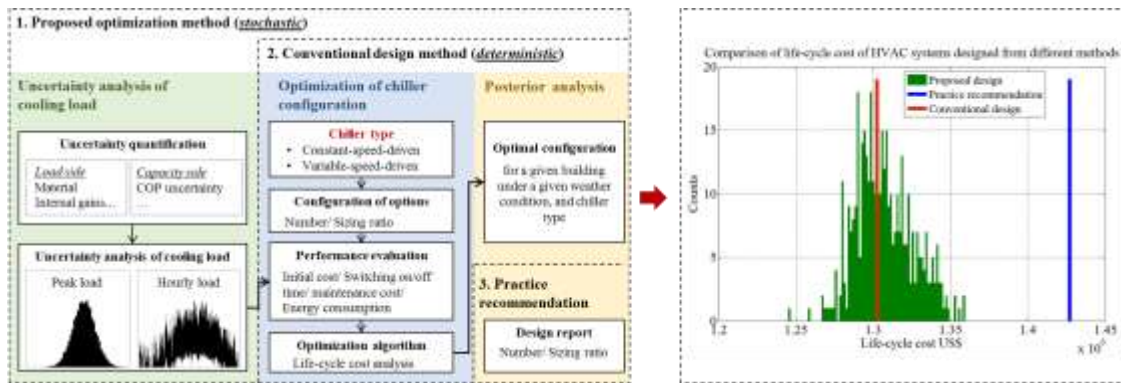 1. Proposed optimization method (stochastic)
2. Conventional design method (deterministic)
Uncertainty analysis of
cooling load
Uncertainty quantification
Load side
Material
Internal gains...
Capacity side
COP uncertainty
...
Uncertainty analysis of cooling load
Peak load
Hourly load
Optimization of chiller
configuration
Chiller type
• Constant-speed-driven
• Variable-speed-driven
Configuration of options
Number/ Sizing ratio
Performance evaluation
Initial cost/ Switching on/off
time/ maintenance cost/
Energy consumption
Optimization algorithm
Life-cycle cost analysis
Posterior analysis
Optimal configuration
for a given building
under a given weather
condition, and chiller
type
3. Practice
recommendation
Design report
Number/ Sizing ratio
Comparison of life-cycle cost of HVAC systems designed from different methods
Proposed design
Practice recommendation
Conventional design
Counts
20
15
10
5
0
1.2
1.25
1.3
1.35
1.4
1.45
Life-cycle cost US$